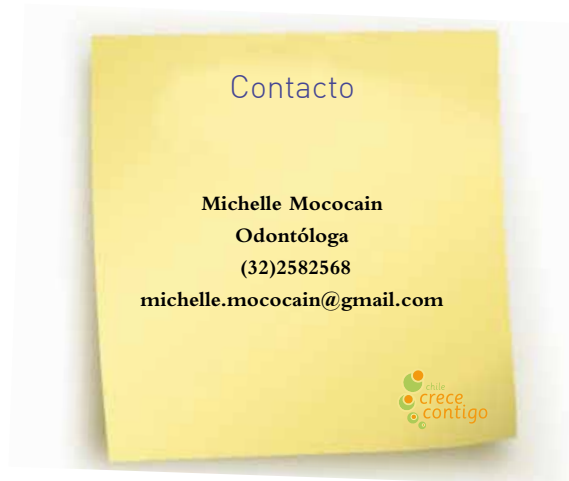 Contacto
Michelle Mococain
Odontóloga
(32)2582568
michelle.mococain@gmail.com
chile
crece
contigo